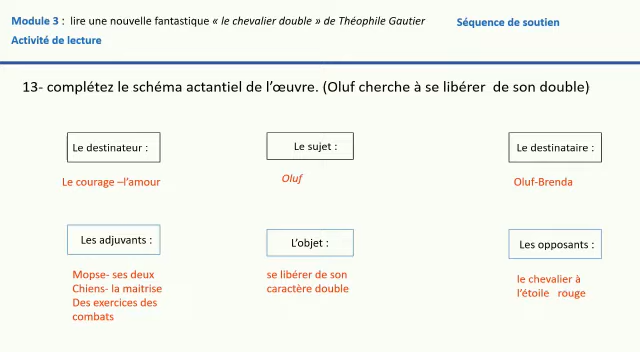 Module 3 : lire une nouvelle fantastique « le chevalier double » de Théophile Gautier
Séquence de soutien
Activité de lecture
13- complétez le schéma actantiel de l'œuvre. (Oluf cherche à se libérer de son double)
Le destinateur :
Le sujet :
Le destinataire :
Le courage –l'amour
Oluf
Oluf-Brenda
Les adjuvants :
L'objet :
Les opposants :
Mopse- ses deux
Chiens- la maitrise
Des exercices des
combats
se libérer de son
caractère double
le chevalier à
l'étoile rouge